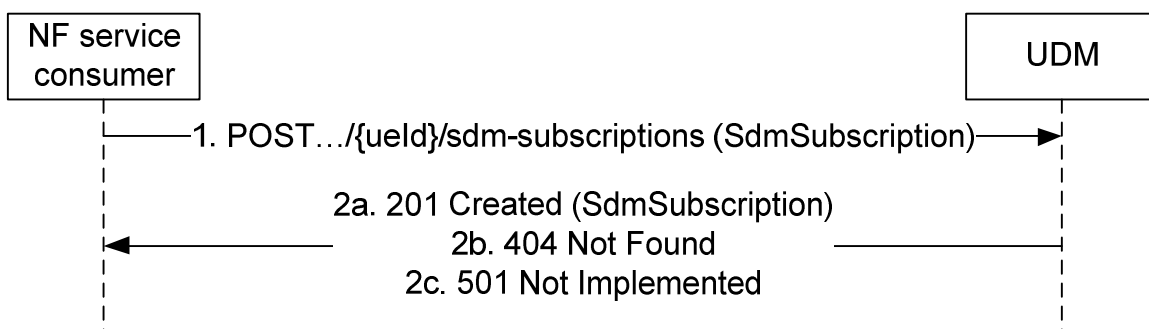 NF service
consumer
UDM
1. POST…/{ueId}/sdm-subscriptions (SdmSubscription)
2a. 201 Created (SdmSubscription)
2b. 404 Not Found
2c. 501 Not Implemented